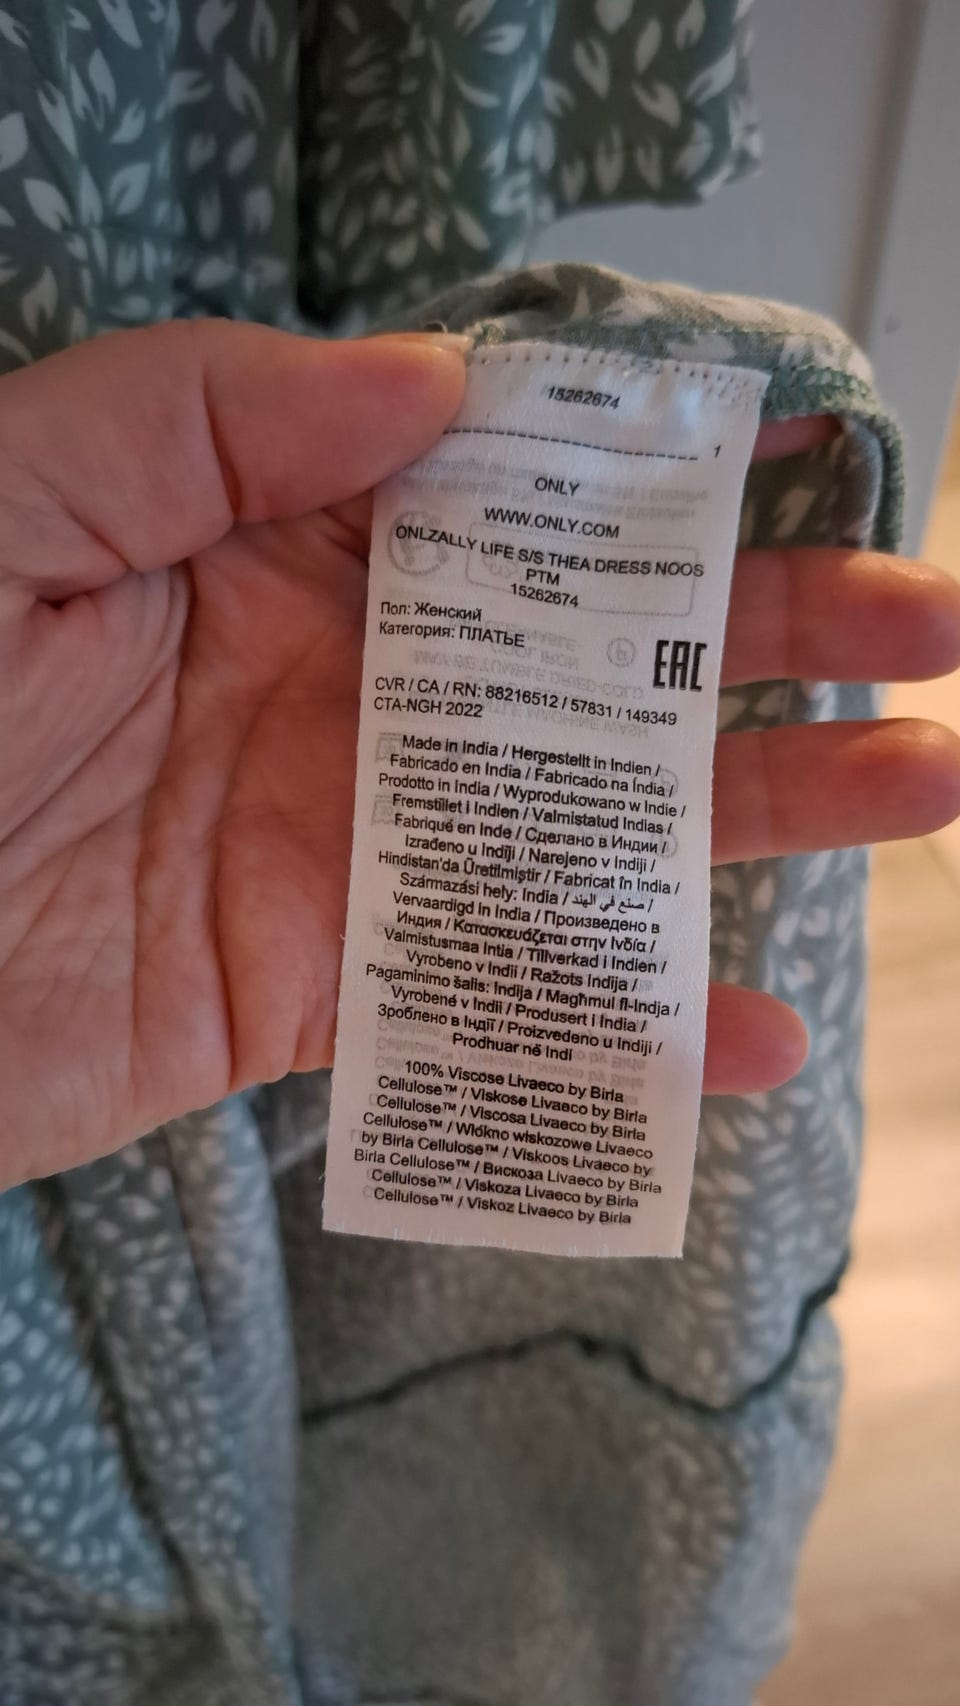 15262674
1
ONLY
WWW.ONLY.COM
ONLZALLY LIFE S/S THEA DRESS NOOS
PTM
15262674
Пол: Женский
Категория: ПЛАТЬЕ
EAC
CVR / CA / RN: 88216512 / 57831 / 149349
CTA-NGH 2022
Made in India / Hergestellt in Indien /
Fabricado en India / Fabricado na Índia /
Prodotto in India / Wyprodukowano w Indie /
Fremstillet i Indien / Valmistatud Indias /
Fabriqué en Inde / Сделано в Индии /
Izrađeno u Indiji / Narejeno v Indiji /
Hindistan'da Üretilmiştir / Fabricat în India /
Származási hely: India / صنع في الهند /
Vervaardigd in India / Произведено в
Индия / Κατασκευάζεται στην Ινδία /
Valmistusmaa Intia / Tillverkad i Indien /
Vyrobeno v Indii / Ražots Indija /
Pagaminimo šalis: Indija / Magħmul fl-Indja /
Vyrobené v Indii / Produsert i India /
Зроблено в Індії / Proizvedeno u Indiji /
Prodhuar në Indi
100% Viscose Livaeco by Birla
Cellulose™ / Viskose Livaeco by Birla
Cellulose™ / Viscosa Livaeco by Birla
Cellulose™ / Włókno wiskozowe Livaeco
by Birla Cellulose™ / Viskoos Livaeco by
Birla Cellulose™ / Вискоза Livaeco by Birla
Cellulose™ / Viskoza Livaeco by Birla
Cellulose™ / Viskoz Livaeco by Birla